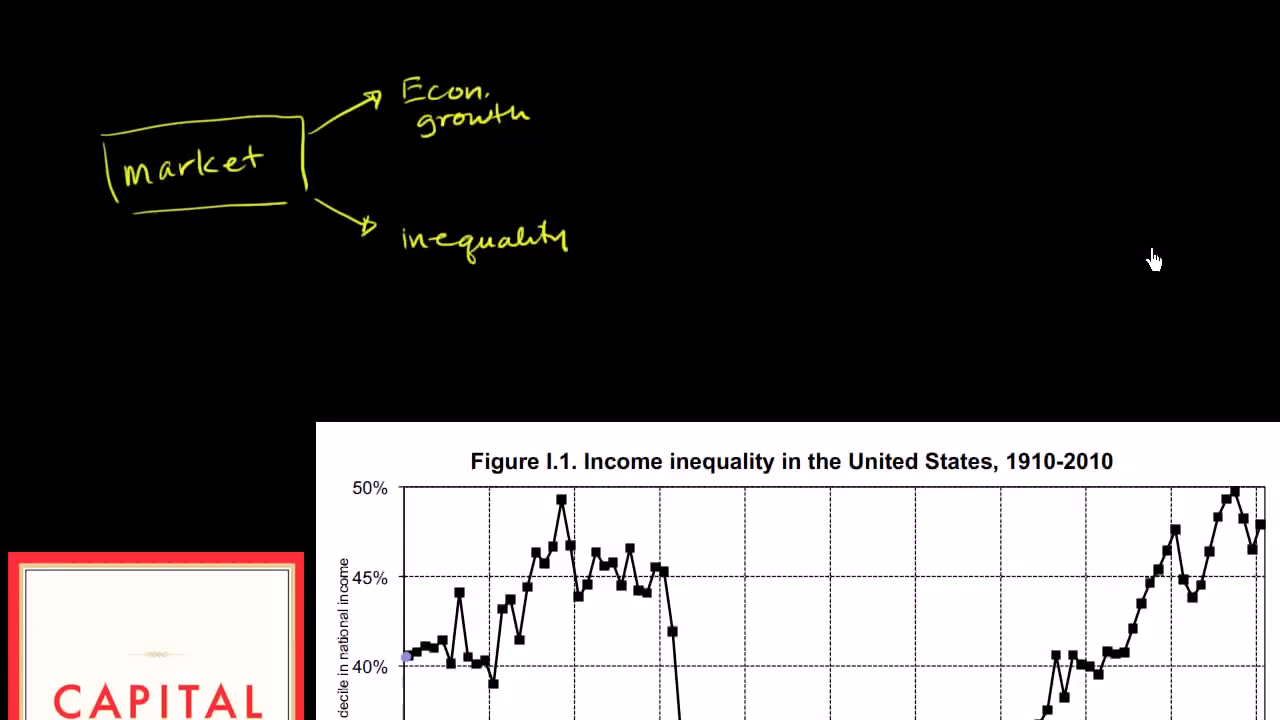 Econ.
growth
market
inequality
Figure I.1. Income inequality in the United States, 1910-2010
50%
45%
40%
decile in national income
CAPITAL